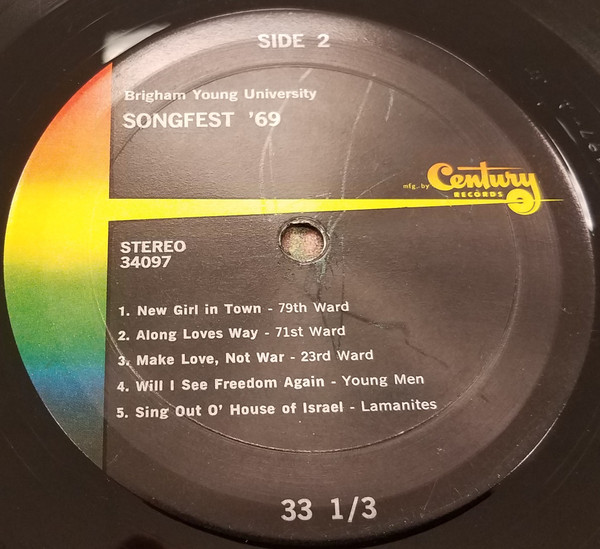 SIDE 2
Brigham Young University
SONGFEST '69
mfg. by Century
RECORDS
STEREO
34097
1. New Girl in Town - 79th Ward
2. Along Loves Way - 71st Ward
3. Make Love, Not War - 23rd Ward
4. Will I See Freedom Again - Young Men
5. Sing Out O' House of Israel - Lamanites
33 1/3